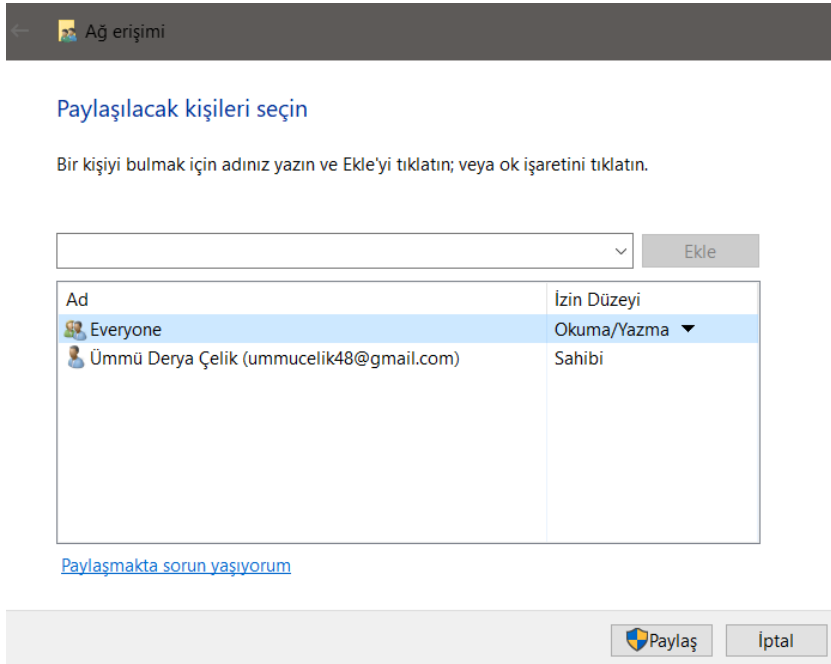 Ağ erişimi
Paylaşılacak kişileri seçin
Bir kişiyi bulmak için adınız yazın ve Ekle'yi tıklatın; veya ok işaretini tıklatın.
Ekle
Ad İzin Düzeyi
Everyone Okuma/Yazma
Ümmü Derya Çelik (ummucelik48@gmail.com) Sahibi
Paylaşmakta sorun yaşıyorum
Paylaş İptal